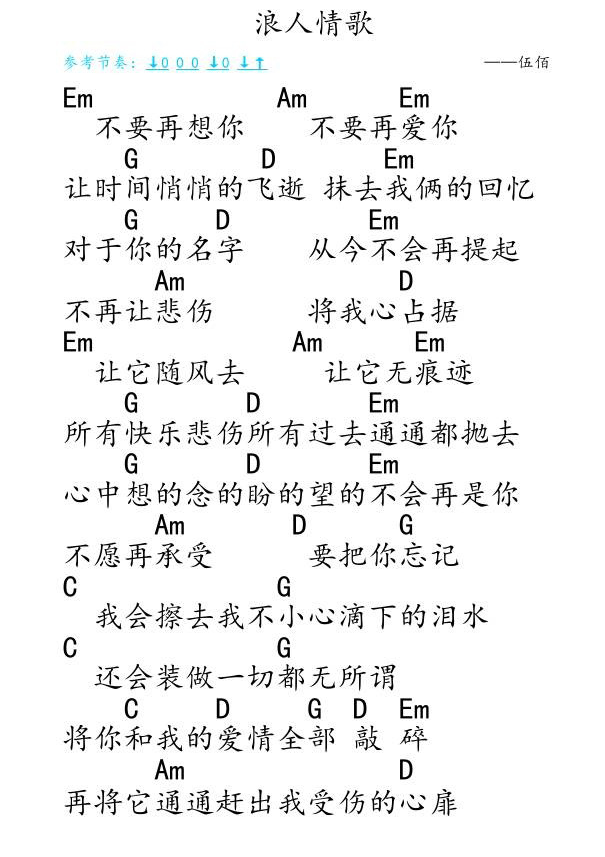 浪人情歌
参考节奏：↓0 0 0 ↓0 ↓↑ ——伍佰
Em Am Em
不要再想你 不要再爱你
G D Em
让时间悄悄的飞逝 抹去我俩的回忆
G D Em
对于你的名字 从今不会再提起
Am D
不再让悲伤 将我心占据
Em Am Em
让它随风去 让它无痕迹
G D Em
所有快乐悲伤所有过去通通都抛去
G D Em
心中想的念的盼的望的不会再是你
Am D G
不愿再承受 要把你忘记
C G
我会擦去我不小心滴下的泪水
C G
还会装做一切都无所谓
C D G D Em
将你和我的爱情全部 敲 碎
Am D
再将它通通赶出我受伤的心扉